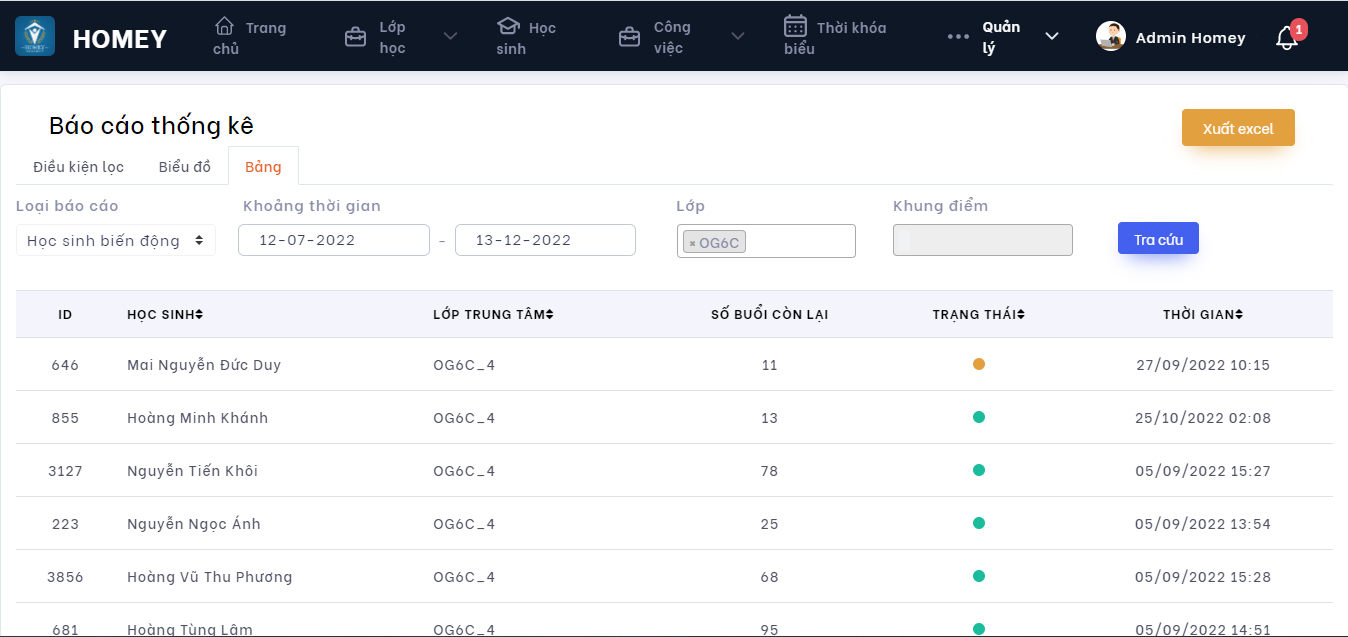 HOMEY
Trang chủ
Lớp học
Học sinh
Công việc
Thời khóa biểu
Quản lý
Admin Homey
1
Báo cáo thống kê
Xuất excel
Điều kiện lọc Biểu đồ Bảng
Loại báo cáo Khoảng thời gian Lớp Khung điểm
Học sinh biến động 12-07-2022 - 13-12-2022 × OG6C Tra cứu
ID HỌC SINH LỚP TRUNG TÂM SỐ BUỔI CÒN LẠI TRẠNG THÁI THỜI GIAN
646 Mai Nguyễn Đức Duy OG6C_4 11 27/09/2022 10:15
855 Hoàng Minh Khánh OG6C_4 13 25/10/2022 02:08
3127 Nguyễn Tiến Khôi OG6C_4 78 05/09/2022 15:27
223 Nguyễn Ngọc Ánh OG6C_4 25 05/09/2022 13:54
3856 Hoàng Vũ Thu Phương OG6C_4 68 05/09/2022 15:28
681 Hoàng Tùng Lâm OG6C_4 95 05/09/2022 14:51